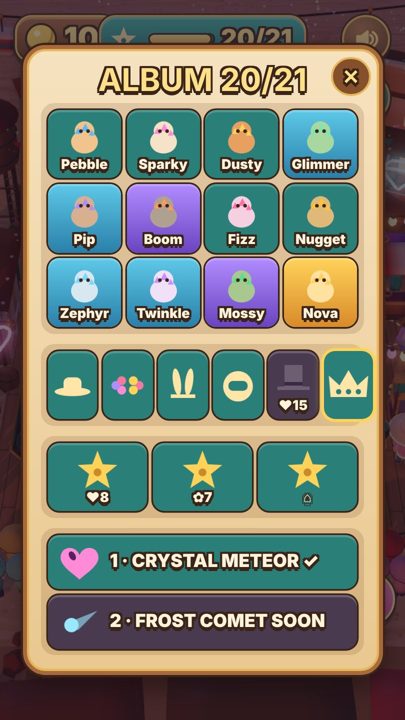 10
20/21
ALBUM 20/21
Pebble
Sparky
Dusty
Glimmer
Pip
Boom
Fizz
Nugget
Zephyr
Twinkle
Mossy
Nova
♥15
♥8
✿7
1 · CRYSTAL METEOR ✓
2 · FROST COMET SOON